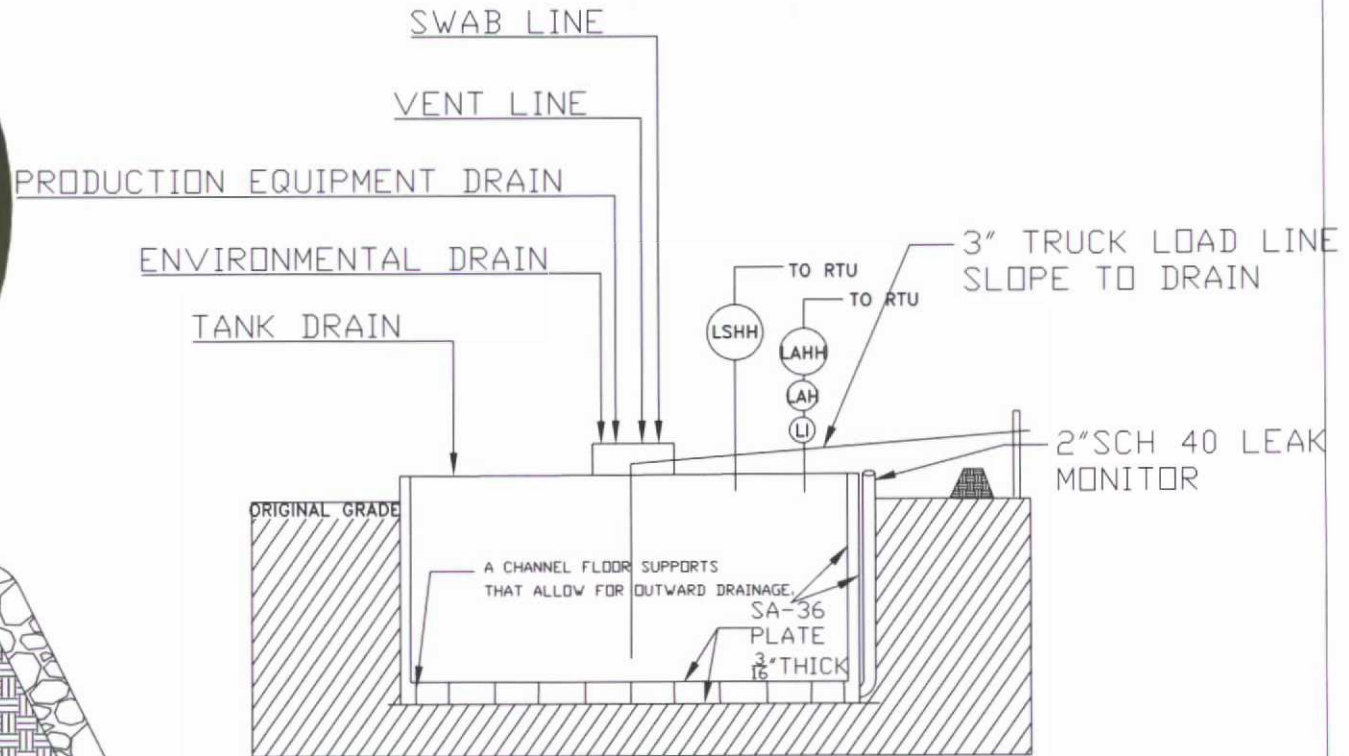 SWAB LINE
VENT LINE
PRODUCTION EQUIPMENT DRAIN
ENVIRONMENTAL DRAIN
TANK DRAIN
3" TRUCK LOAD LINE
SLOPE TO DRAIN
TO RTU
TO RTU
LSHH
LAHH
LAH
LI
2"SCH 40 LEAK
MONITOR
ORIGINAL GRADE
A CHANNEL FLOOR SUPPORTS
THAT ALLOW FOR OUTWARD DRAINAGE.
SA-36
PLATE
3/16"THICK